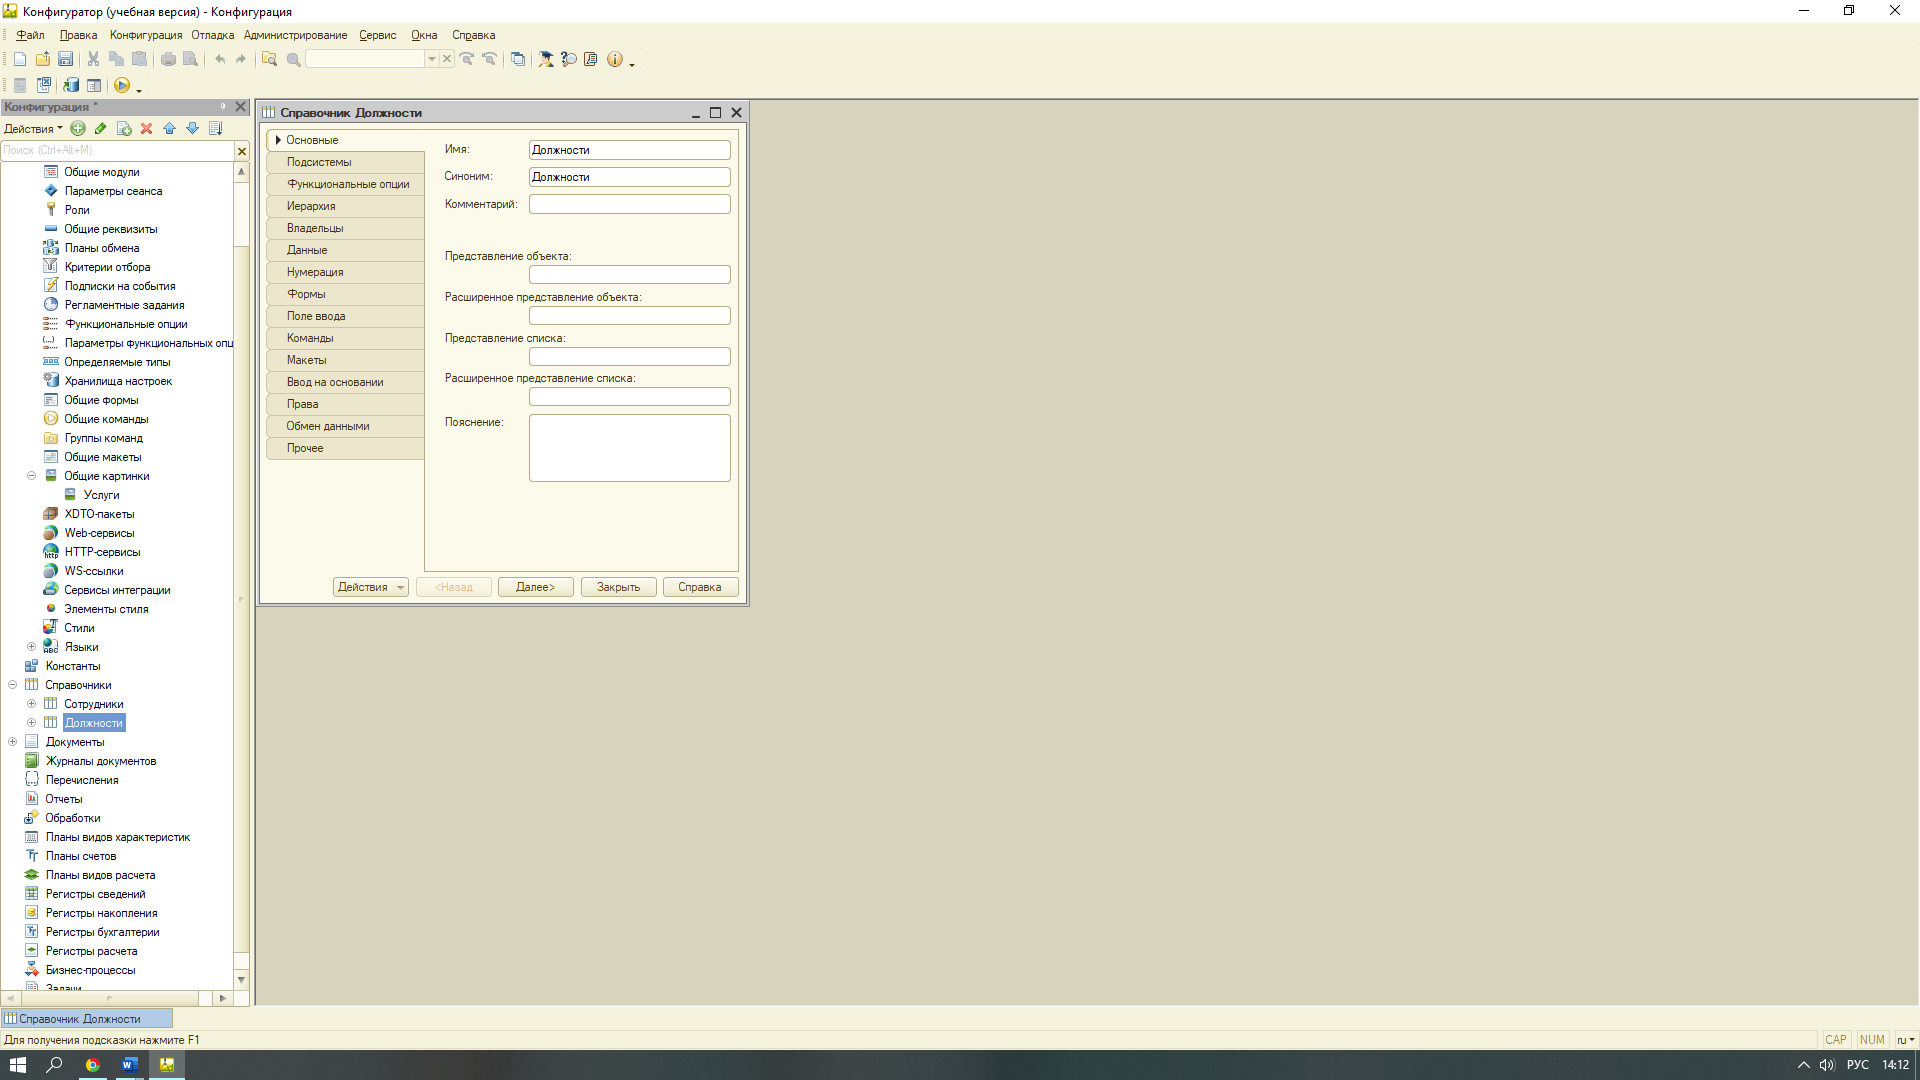 Конфигуратор (учебная версия) - Конфигурация
Файл Правка Конфигурация Отладка Администрирование Сервис Окна Справка
Конфигурация *
Действия
Поиск (Ctrl+Alt+M)
Общие модули
Параметры сеанса
Роли
Общие реквизиты
Планы обмена
Критерии отбора
Подписки на события
Регламентные задания
Функциональные опции
Параметры функциональных опц
Определяемые типы
Хранилища настроек
Общие формы
Общие команды
Группы команд
Общие макеты
Общие картинки
Услуги
XDTO-пакеты
Web-сервисы
HTTP-сервисы
WS-ссылки
Сервисы интеграции
Элементы стиля
Стили
Языки
Константы
Справочники
Сотрудники
Должности
Документы
Журналы документов
Перечисления
Отчеты
Обработки
Планы видов характеристик
Планы счетов
Планы видов расчета
Регистры сведений
Регистры накопления
Регистры бухгалтерии
Регистры расчета
Бизнес-процессы
Задачи
Справочник Должности
Основные
Подсистемы
Функциональные опции
Иерархия
Владельцы
Данные
Нумерация
Формы
Поле ввода
Команды
Макеты
Ввод на основании
Права
Обмен данными
Прочее
Имя: Должности
Синоним: Должности
Комментарий:
Представление объекта:
Расширенное представление объекта:
Представление списка:
Расширенное представление списка:
Пояснение:
Действия <Назад Далее> Закрыть Справка
Справочник Должности
Для получения подсказки нажмите F1
CAP NUM ru
РУС 14:12